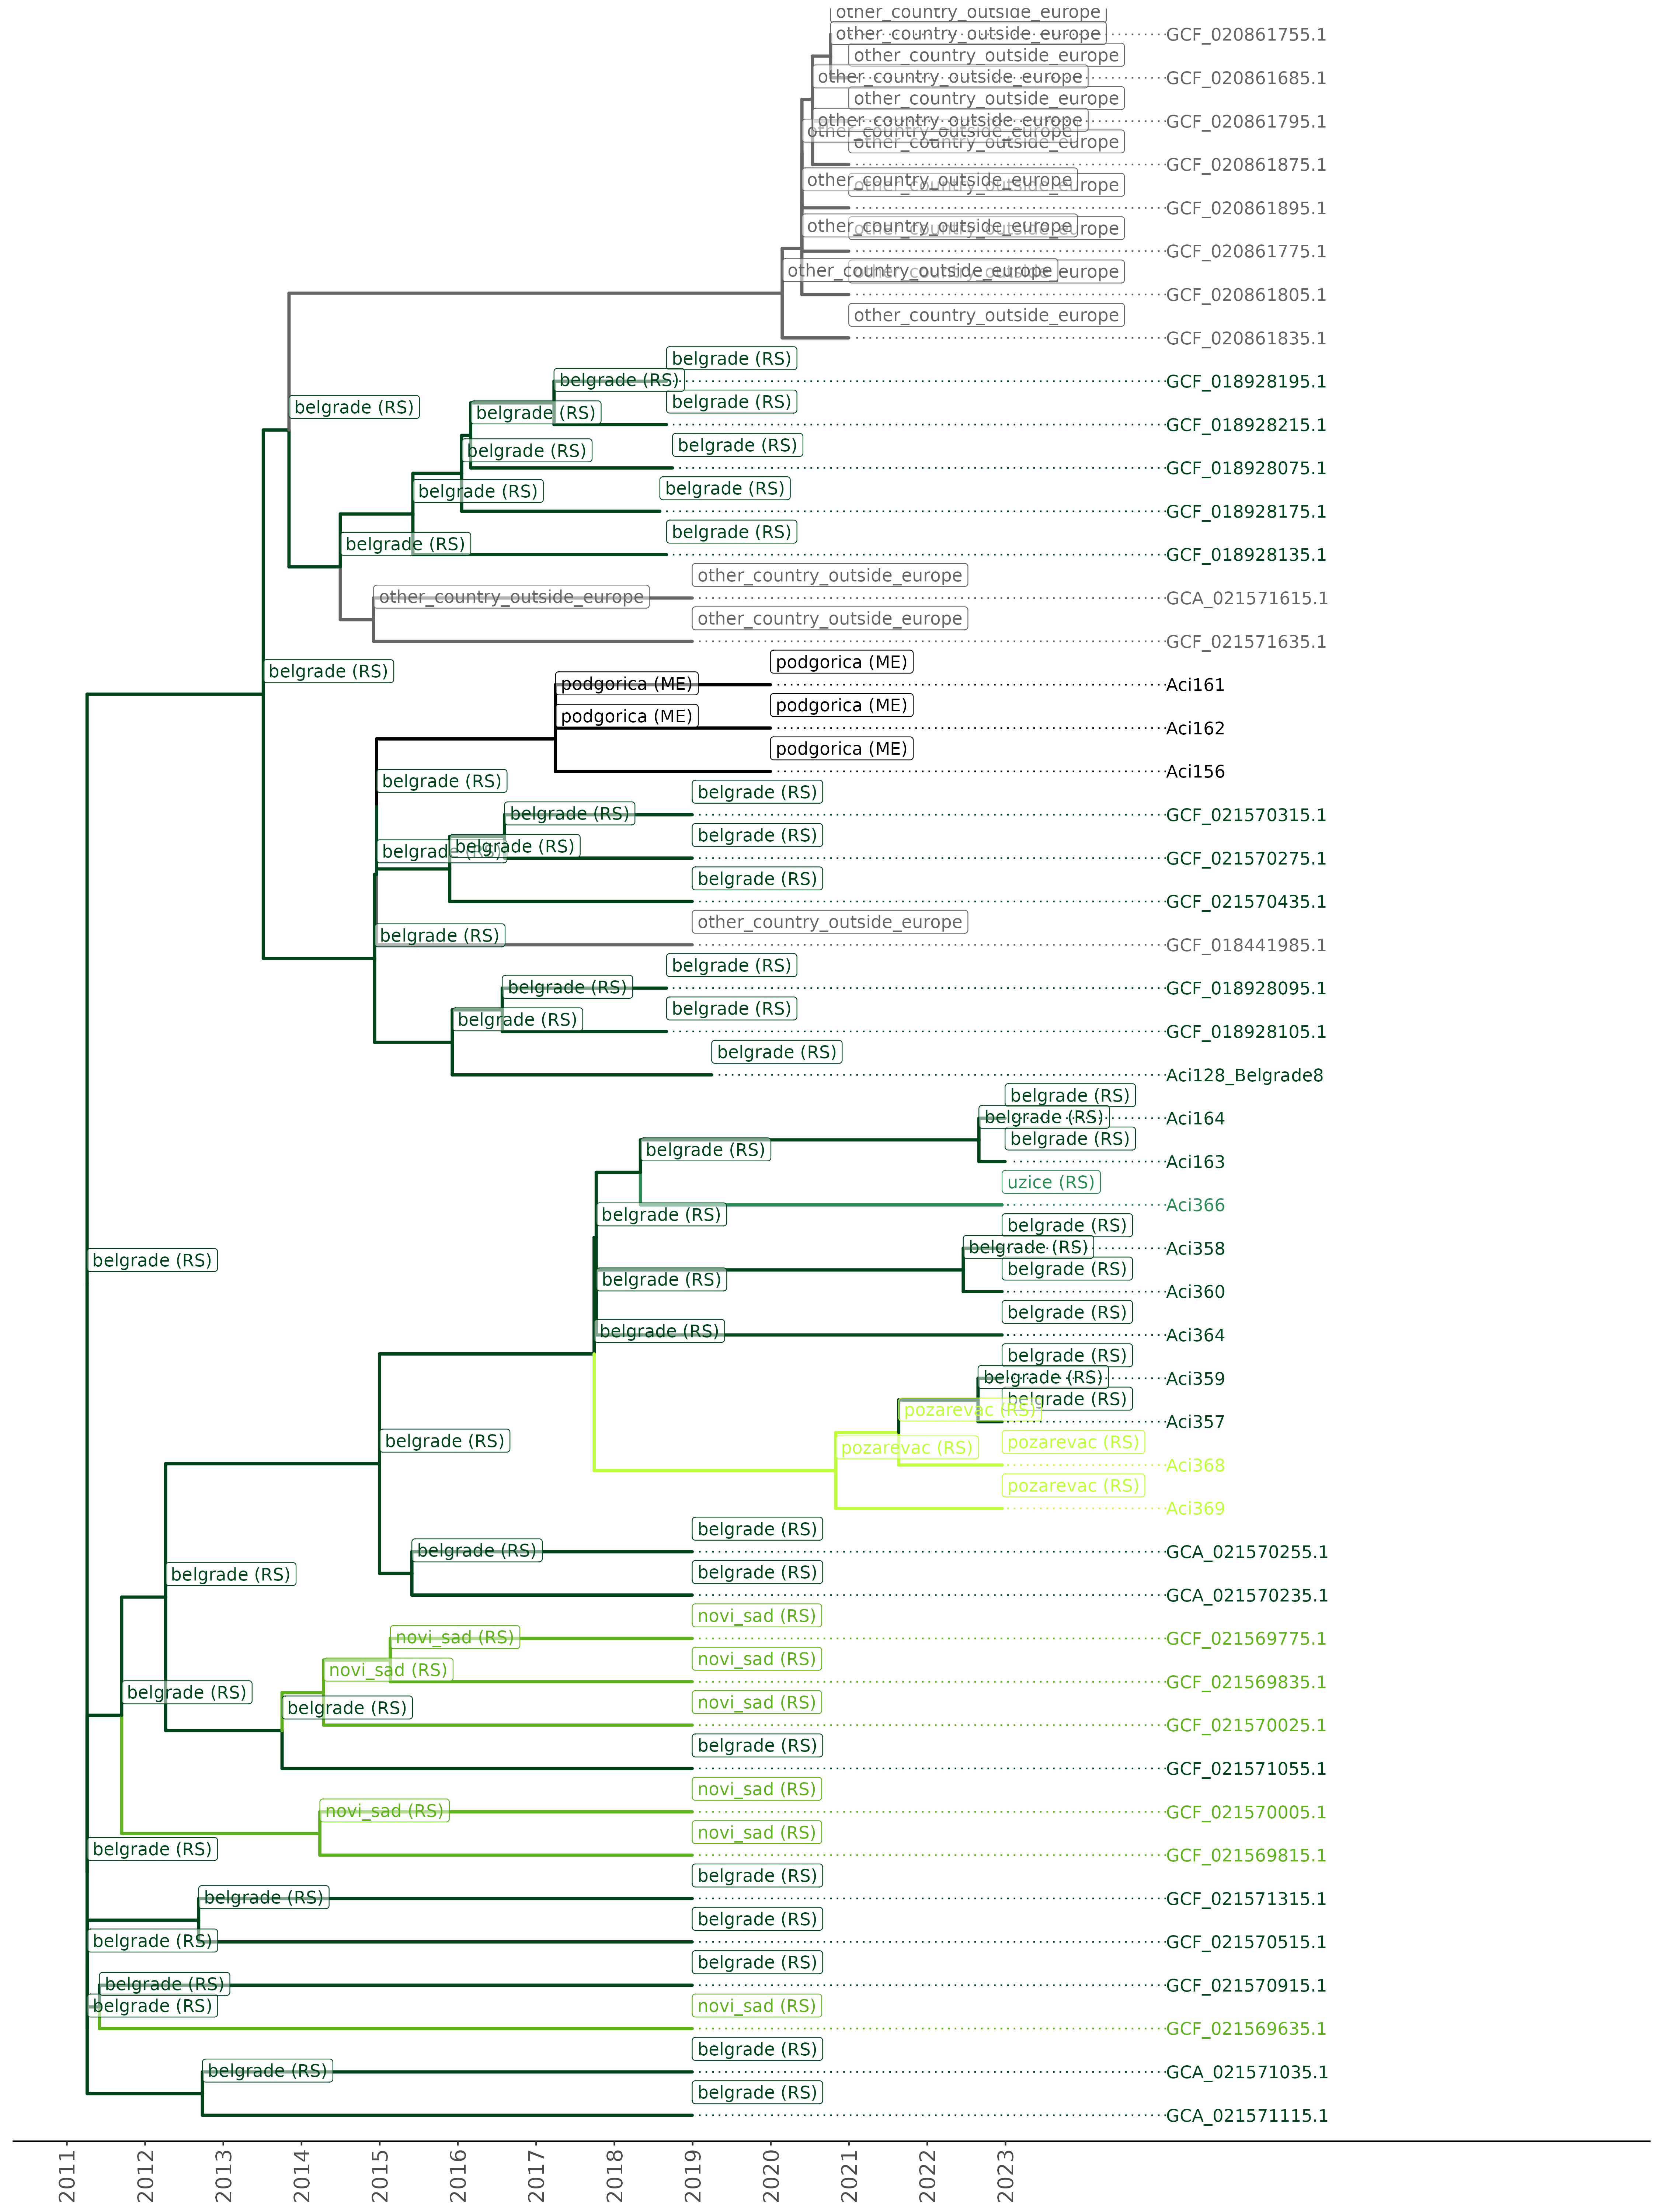 other_country_outside_europe
other_country_outside_europe GCF_020861755.1
other_country_outside_europe
other_country_outside_europe GCF_020861685.1
other_country_outside_europe
other_country_outside_europe GCF_020861795.1
other_country_outside_europe
other_country_outside_europe
GCF_020861875.1
other_country_outside_europe
other_country_outside_europe
GCF_020861895.1
other_country_outside_europe
other_country_outside_europe
GCF_020861775.1
other_country_outside_europe
other_country_outside_europe
GCF_020861805.1
other_country_outside_europe
GCF_020861835.1
belgrade (RS)
belgrade (RS) GCF_018928195.1
belgrade (RS)
belgrade (RS)
belgrade (RS)
GCF_018928215.1
belgrade (RS)
belgrade (RS)
GCF_018928075.1
belgrade (RS)
belgrade (RS)
GCF_018928175.1
belgrade (RS)
belgrade (RS)
GCF_018928135.1
other_country_outside_europe
other_country_outside_europe GCA_021571615.1
other_country_outside_europe
GCF_021571635.1
podgorica (ME)
belgrade (RS)
podgorica (ME) Aci161
podgorica (ME)
podgorica (ME)
Aci162
podgorica (ME)
Aci156
belgrade (RS)
belgrade (RS)
belgrade (RS) GCF_021570315.1
belgrade (RS)
belgrade (RS)
belgrade (RS)
GCF_021570275.1
belgrade (RS)
GCF_021570435.1
other_country_outside_europe
belgrade (RS)
GCF_018441985.1
belgrade (RS)
belgrade (RS) GCF_018928095.1
belgrade (RS)
belgrade (RS)
GCF_018928105.1
belgrade (RS)
Aci128_Belgrade8
belgrade (RS)
belgrade (RS) Aci164
belgrade (RS)
belgrade (RS)
Aci163
uzice (RS)
Aci366
belgrade (RS)
belgrade (RS)
belgrade (RS) Aci358
belgrade (RS)
belgrade (RS)
belgrade (RS)
Aci360
belgrade (RS)
belgrade (RS)
Aci364
belgrade (RS)
belgrade (RS) Aci359
belgrade (RS)
pozarevac (RS)
Aci357
belgrade (RS)
pozarevac (RS)
pozarevac (RS)
Aci368
pozarevac (RS)
Aci369
belgrade (RS)
belgrade (RS) GCA_021570255.1
belgrade (RS)
belgrade (RS)
GCA_021570235.1
novi_sad (RS)
novi_sad (RS) GCF_021569775.1
novi_sad (RS)
novi_sad (RS)
GCF_021569835.1
belgrade (RS)
novi_sad (RS)
belgrade (RS)
GCF_021570025.1
belgrade (RS)
GCF_021571055.1
novi_sad (RS)
novi_sad (RS) GCF_021570005.1
novi_sad (RS)
belgrade (RS)
GCF_021569815.1
belgrade (RS)
belgrade (RS) GCF_021571315.1
belgrade (RS)
belgrade (RS) GCF_021570515.1
belgrade (RS)
belgrade (RS) GCF_021570915.1
belgrade (RS)
novi_sad (RS)
GCF_021569635.1
belgrade (RS)
belgrade (RS) GCA_021571035.1
belgrade (RS)
GCA_021571115.1
2011 2012 2013 2014 2015 2016 2017 2018 2019 2020 2021 2022 2023